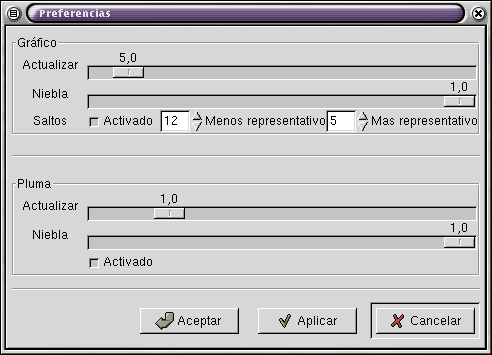 Preferencias
Gráfico
5,0
Actualizar
1,0
Niebla
Saltos Activado 12 Menos representativo 5 Mas representativo
Pluma
1,0
Actualizar
1,0
Niebla
Activado
Aceptar Aplicar Cancelar